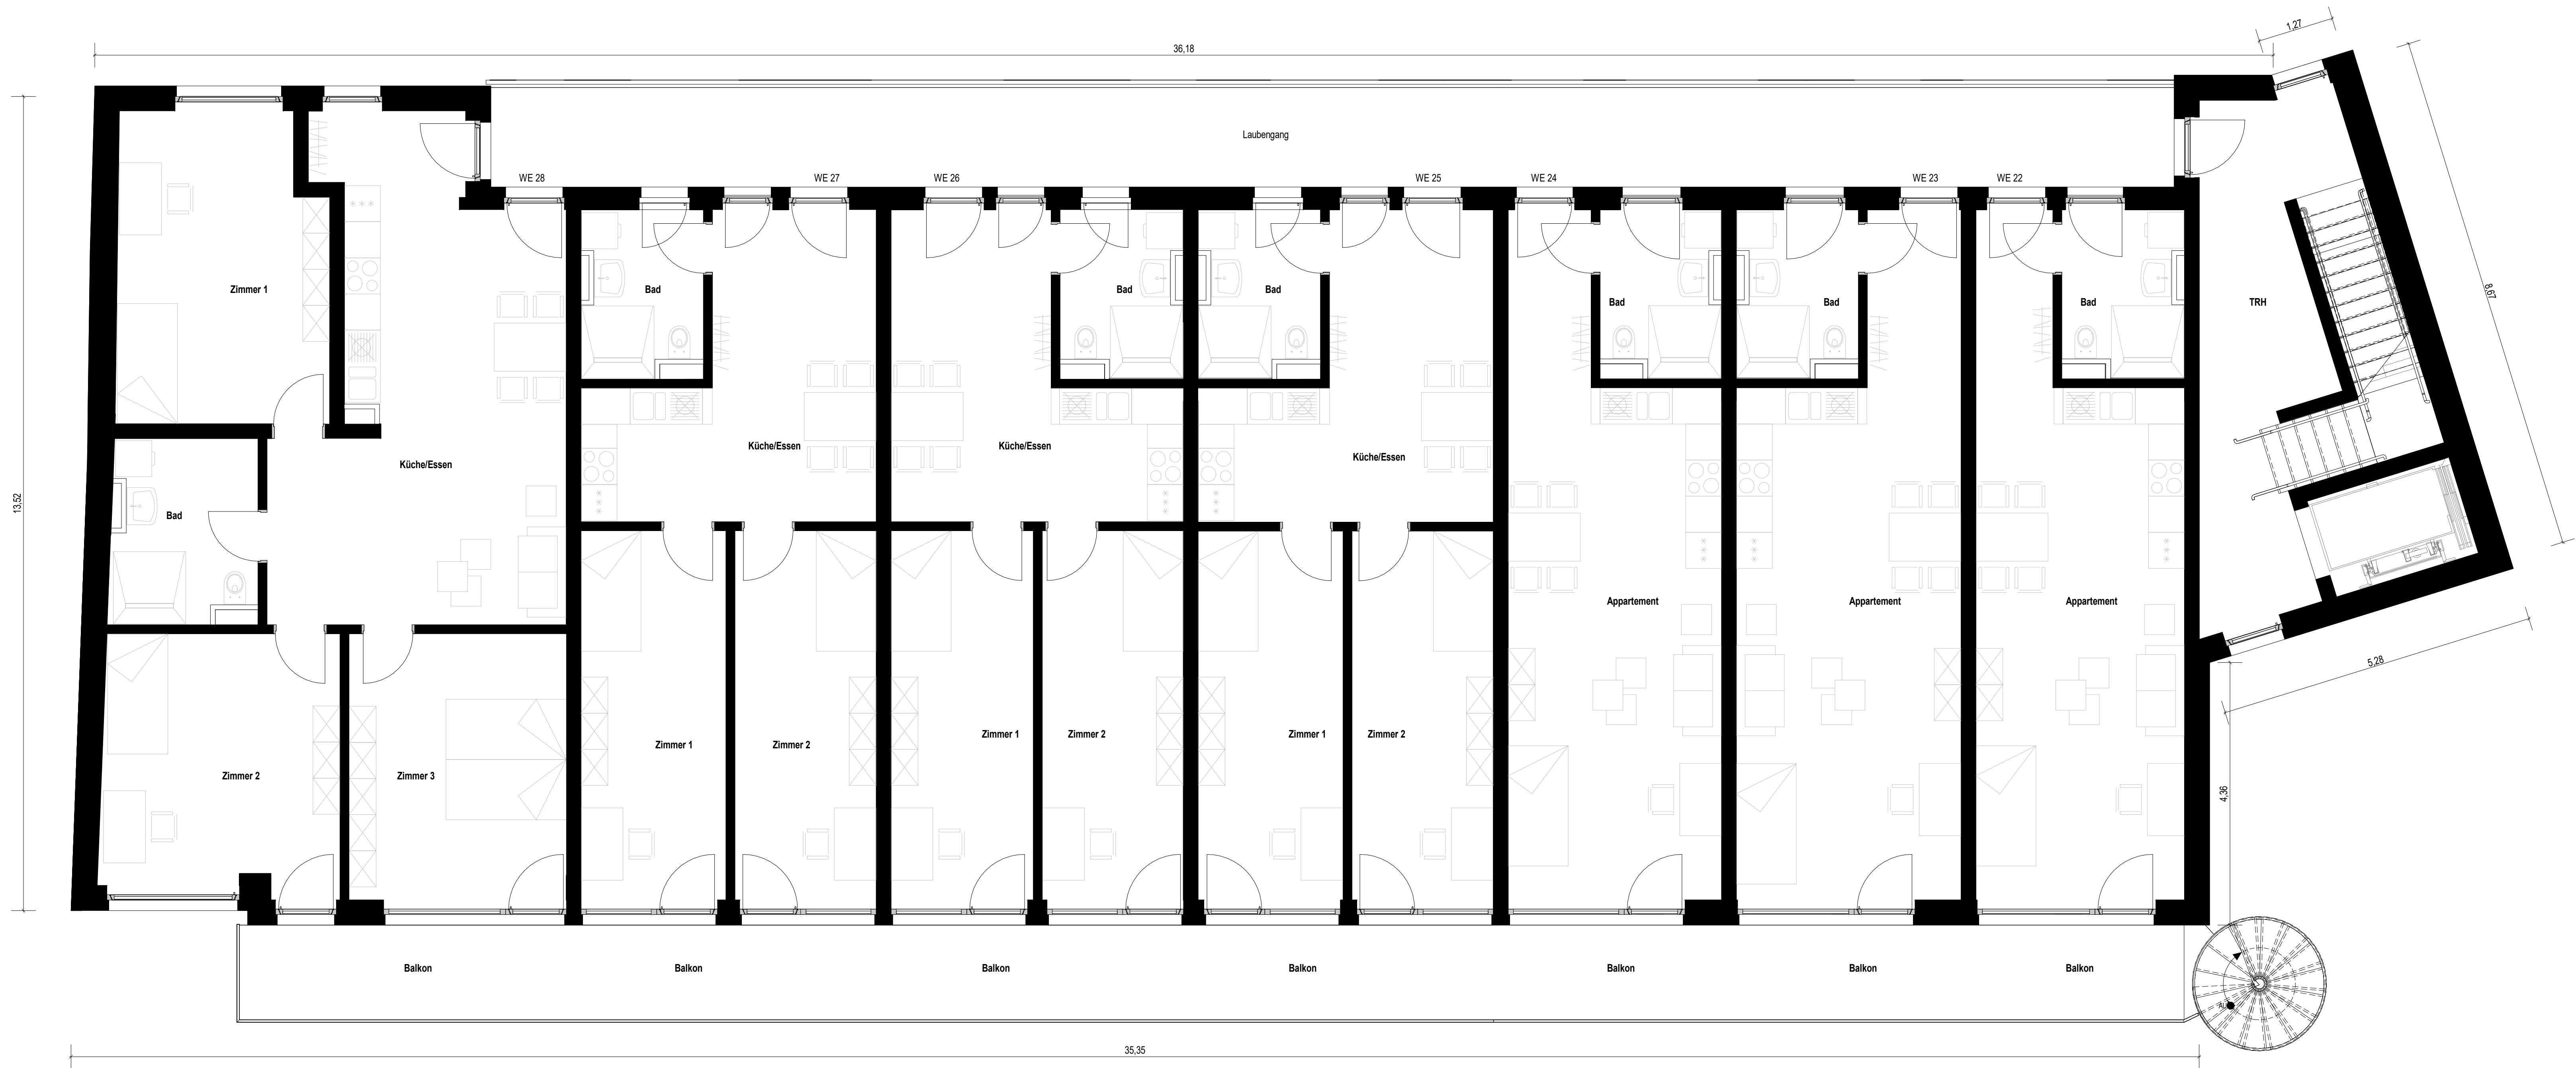 1,27
36,18
Laubengang
WE 28
WE 27
WE 26
WE 25
WE 24
WE 23
WE 22
8,67
Zimmer 1
Bad
Bad
Bad
Bad
Bad
Bad
TRH
Küche/Essen
Küche/Essen
Küche/Essen
Küche/Essen
13,52
Bad
Appartement
Appartement
Appartement
5,28
Zimmer 1
Zimmer 2
Zimmer 1
Zimmer 2
Zimmer 1
Zimmer 2
Zimmer 2
Zimmer 3
4,36
Balkon
Balkon
Balkon
Balkon
Balkon
Balkon
Balkon
35,35